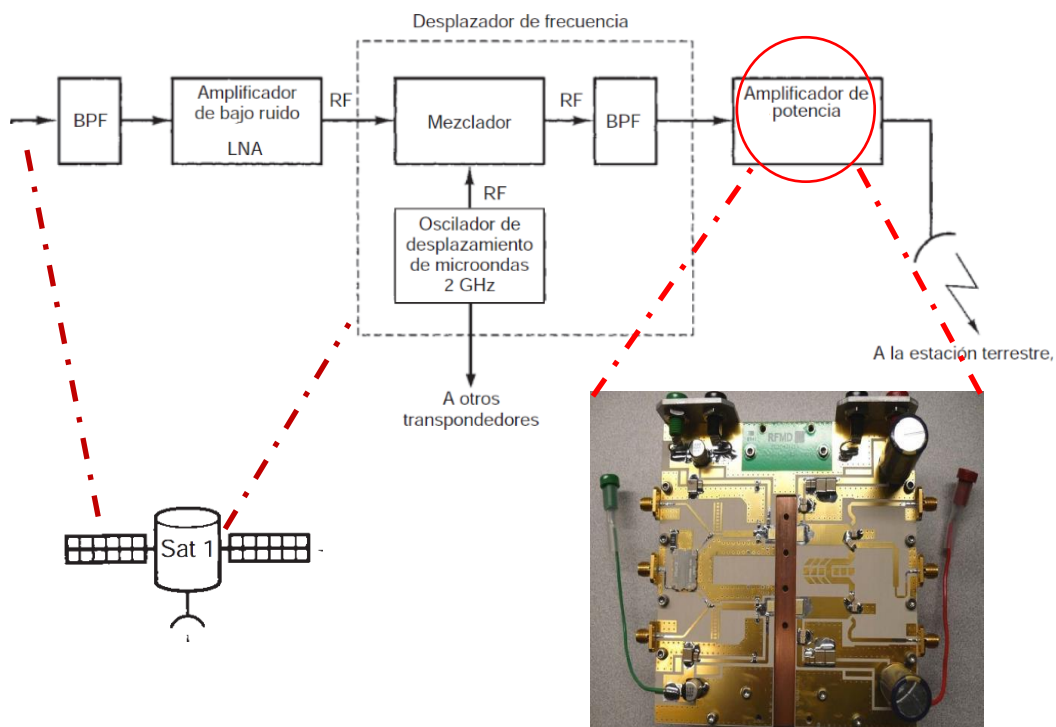 Desplazador de frecuencia
BPF
Amplificador
de bajo ruido
LNA
RF
Mezclador
RF
BPF
Amplificador de
potencia
RF
Oscilador de
desplazamiento
de microondas
2 GHz
A la estación terrestre,
A otros
transpondedores
RFMD
Sat 1